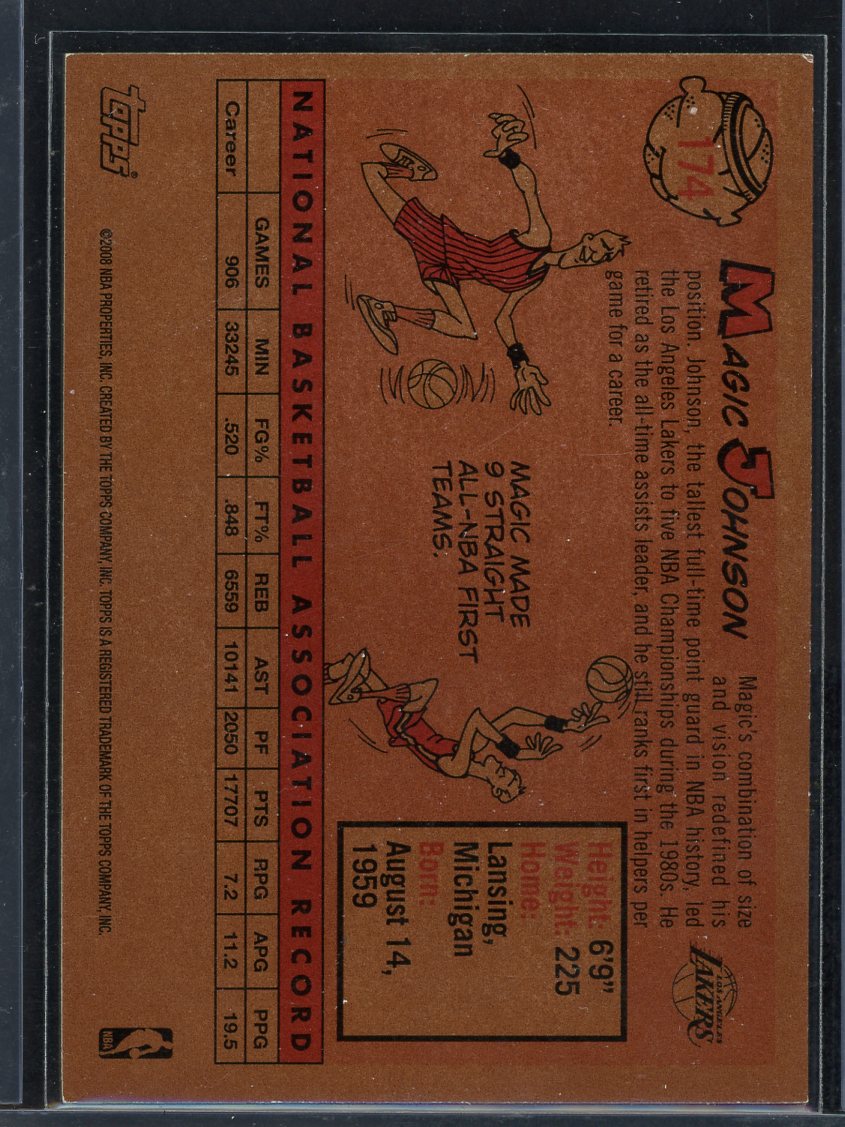 174
MAGIC JOHNSON
Magic's combination of size
and vision redefined his
position. Johnson, the tallest full-time point guard in NBA history, led
the Los Angeles Lakers to five NBA Championships during the 1980s. He
retired as the all-time assists leader, and he still ranks first in helpers per
game for a career.
LOS ANGELES
LAKERS
MAGIC MADE
9 STRAIGHT
ALL-NBA FIRST
TEAMS.
Height: 6'9"
Weight: 225
Home:
Lansing,
Michigan
Born:
August 14,
1959
NATIONAL BASKETBALL ASSOCIATION RECORD
GAMES MIN FG% FT% REB AST PF PTS RPG APG PPG
Career 906 33245 .520 .848 6559 10141 2050 17707 7.2 11.2 19.5
topps®
©2008 NBA PROPERTIES, INC. CREATED BY THE TOPPS COMPANY, INC. TOPPS IS A REGISTERED TRADEMARK OF THE TOPPS COMPANY, INC.
NBA